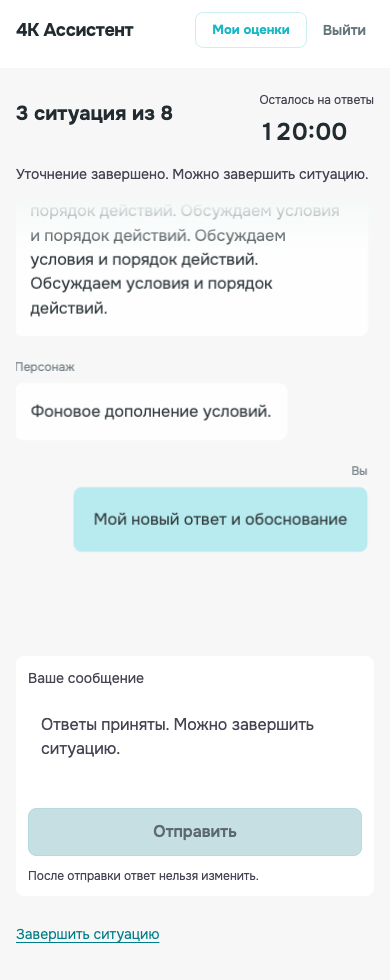 4К Ассистент
Мои оценки
Выйти
3 ситуация из 8
Осталось на ответы
120:00
Уточнение завершено. Можно завершить ситуацию.
порядок действий. Обсуждаем условия
и порядок действий. Обсуждаем
условия и порядок действий.
Обсуждаем условия и порядок
действий.
Персонаж
Фоновое дополнение условий.
Вы
Мой новый ответ и обоснование
Ваше сообщение
Ответы приняты. Можно завершить
ситуацию.
Отправить
После отправки ответ нельзя изменить.
Завершить ситуацию